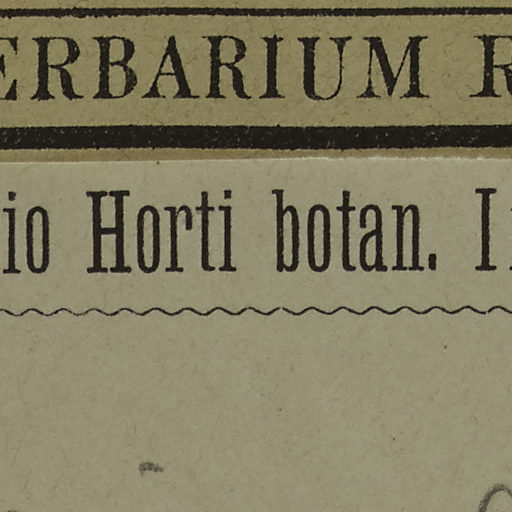 ERBARIUM R
io Horti botan. I